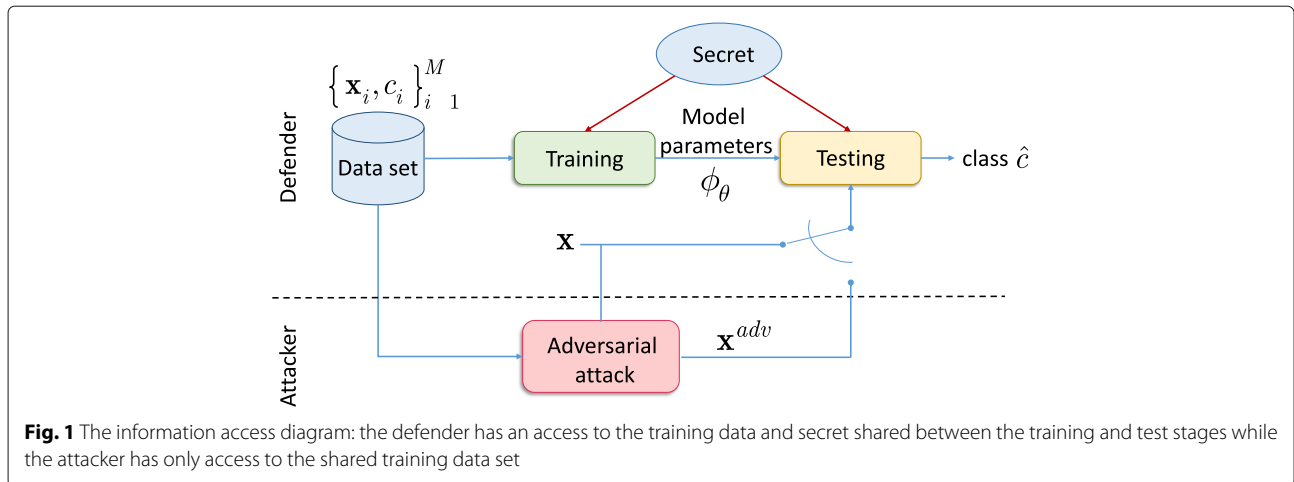 Secret
{ x_i, c_i }_{i 1}^M
Defender
Data set
Training
Model
parameters
ϕ_θ
Testing
class ĉ
x
Attacker
Adversarial
attack
x^{adv}
Fig. 1 The information access diagram: the defender has an access to the training data and secret shared between the training and test stages while
the attacker has only access to the shared training data set